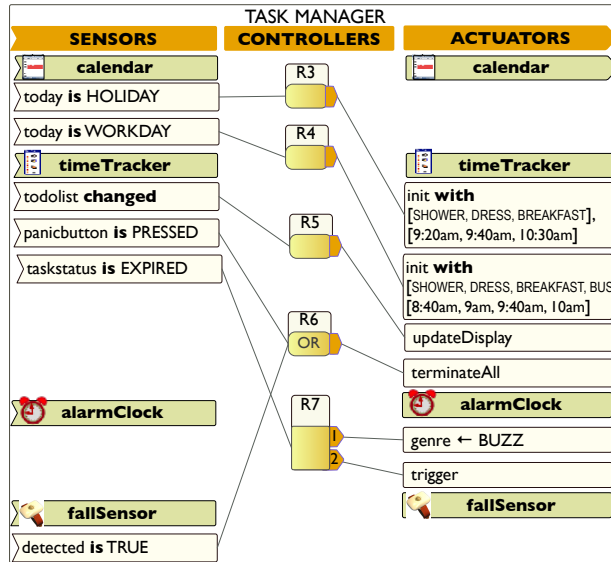 TASK MANAGER
SENSORS
CONTROLLERS
ACTUATORS
calendar
today is HOLIDAY
today is WORKDAY
timeTracker
todolist changed
panicbutton is PRESSED
taskstatus is EXPIRED
alarmClock
fallSensor
detected is TRUE
R3
R4
R5
R6
OR
R7
1
2
calendar
timeTracker
init with
[SHOWER, DRESS, BREAKFAST],
[9:20am, 9:40am, 10:30am]
init with
[SHOWER, DRESS, BREAKFAST, BUS
[8:40am, 9am, 9:40am, 10am]
updateDisplay
terminateAll
alarmClock
genre ← BUZZ
trigger
fallSensor